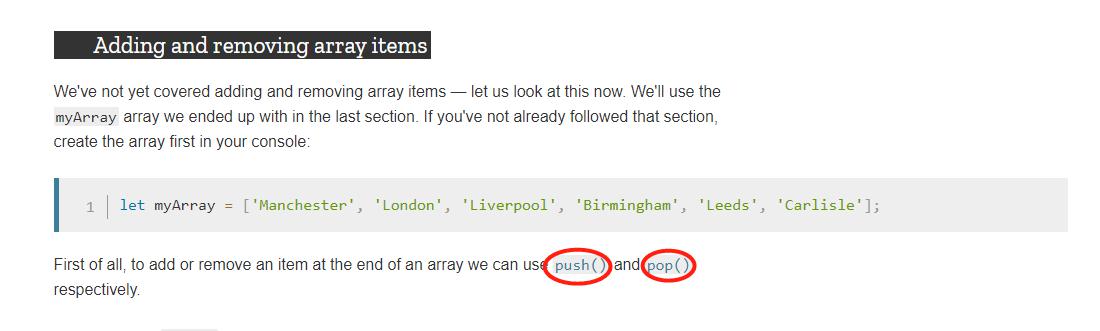 Adding and removing array items
We've not yet covered adding and removing array items — let us look at this now. We'll use the
myArray array we ended up with in the last section. If you've not already followed that section,
create the array first in your console:
1 let myArray = ['Manchester', 'London', 'Liverpool', 'Birmingham', 'Leeds', 'Carlisle'];
First of all, to add or remove an item at the end of an array we can use push() and pop()
respectively.